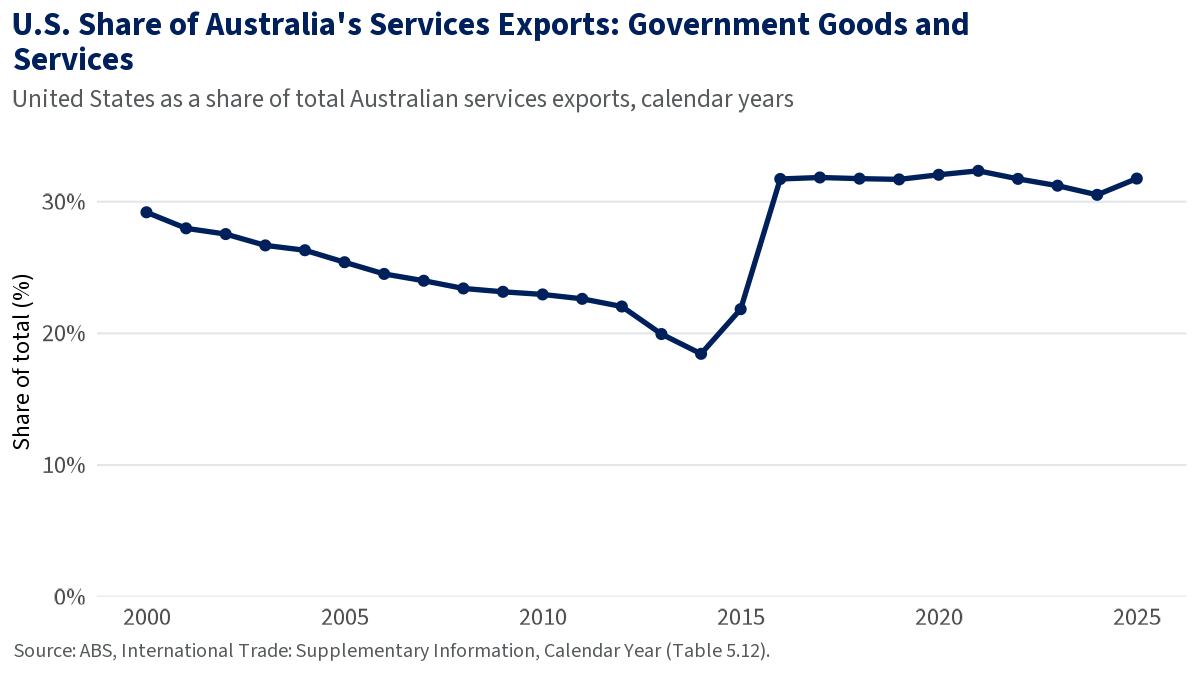 U.S. Share of Australia's Services Exports: Government Goods and
Services
United States as a share of total Australian services exports, calendar years
Share of total (%)
30%
20%
10%
0%
2000
2005
2010
2015
2020
2025
Source: ABS, International Trade: Supplementary Information, Calendar Year (Table 5.12).